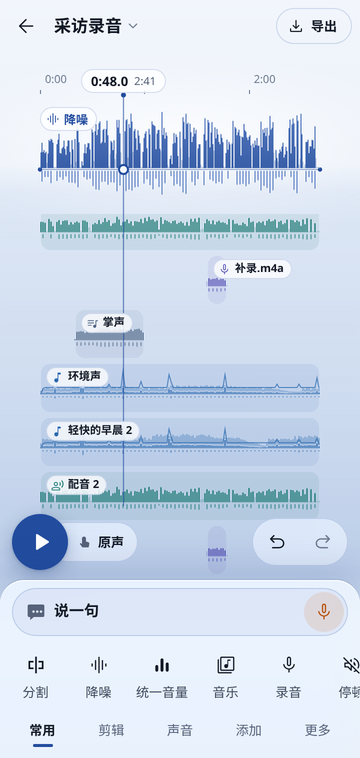 采访录音
导出
0:00
0:48.0 2:41
2:00
降噪
补录.m4a
掌声
环境声
轻快的早晨 2
配音 2
原声
说一句
分割
降噪
统一音量
音乐
录音
常用
剪辑
声音
添加
更多